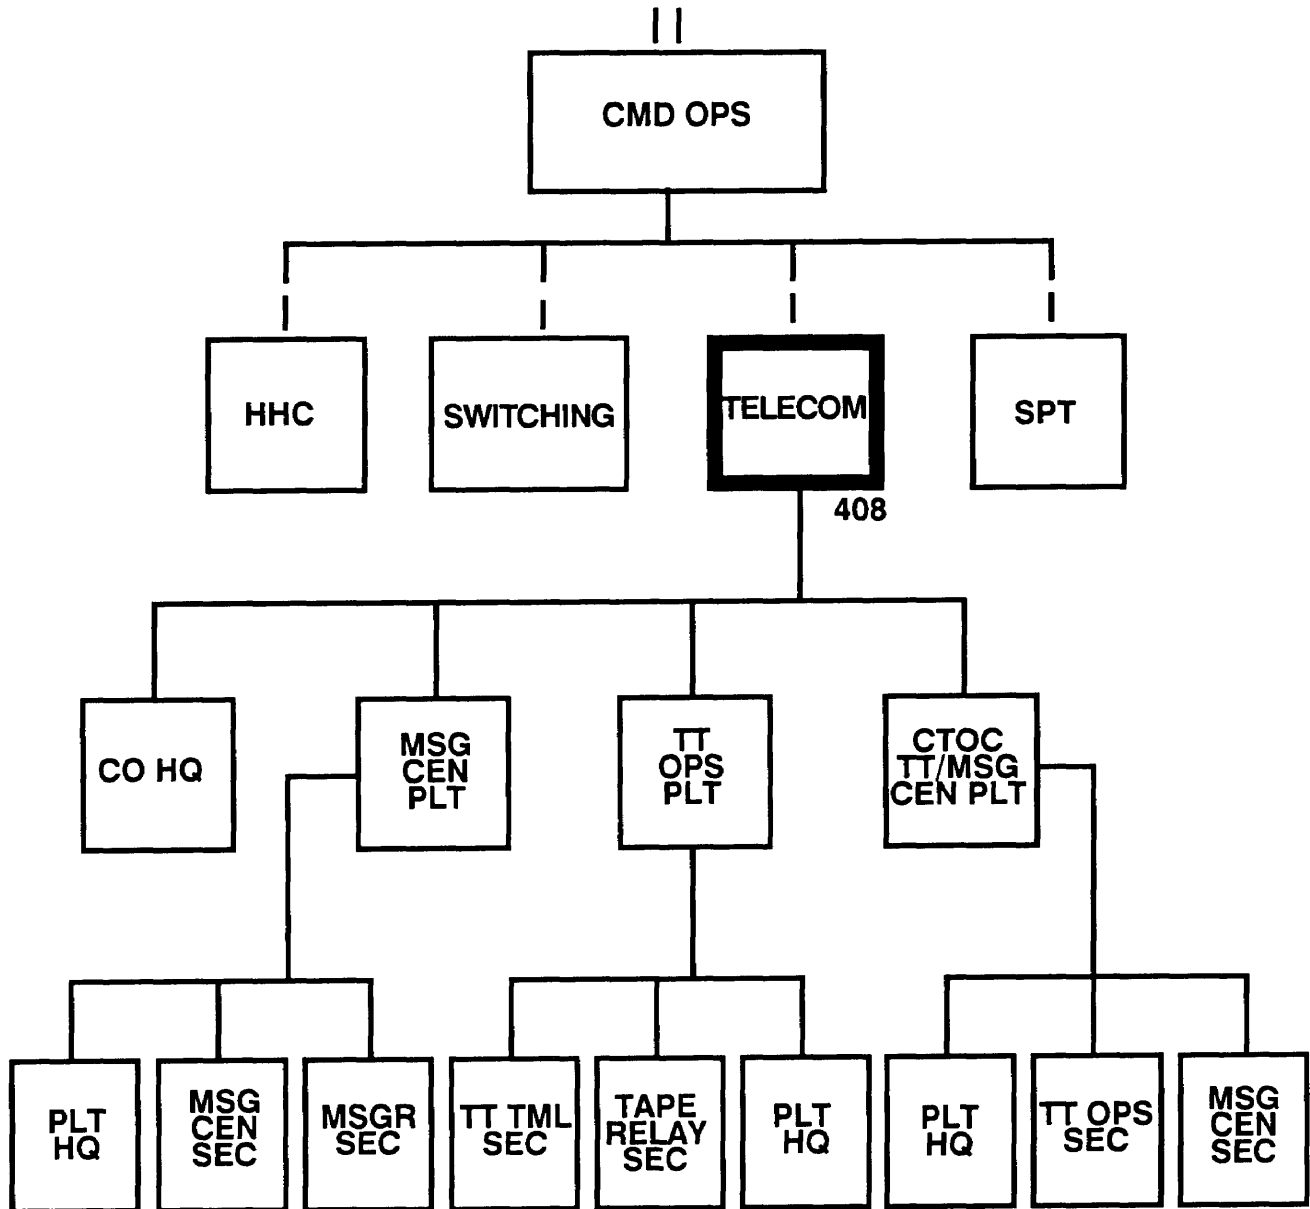 CMD OPS
HHC
SWITCHING
TELECOM
SPT
408
CO HQ
MSG
CEN
PLT
TT
OPS
PLT
CTOC
TT/MSG
CEN PLT
PLT
HQ
MSG
CEN
SEC
MSGR
SEC
TT TML
SEC
TAPE
RELAY
SEC
PLT
HQ
PLT
HQ
TT OPS
SEC
MSG
CEN
SEC